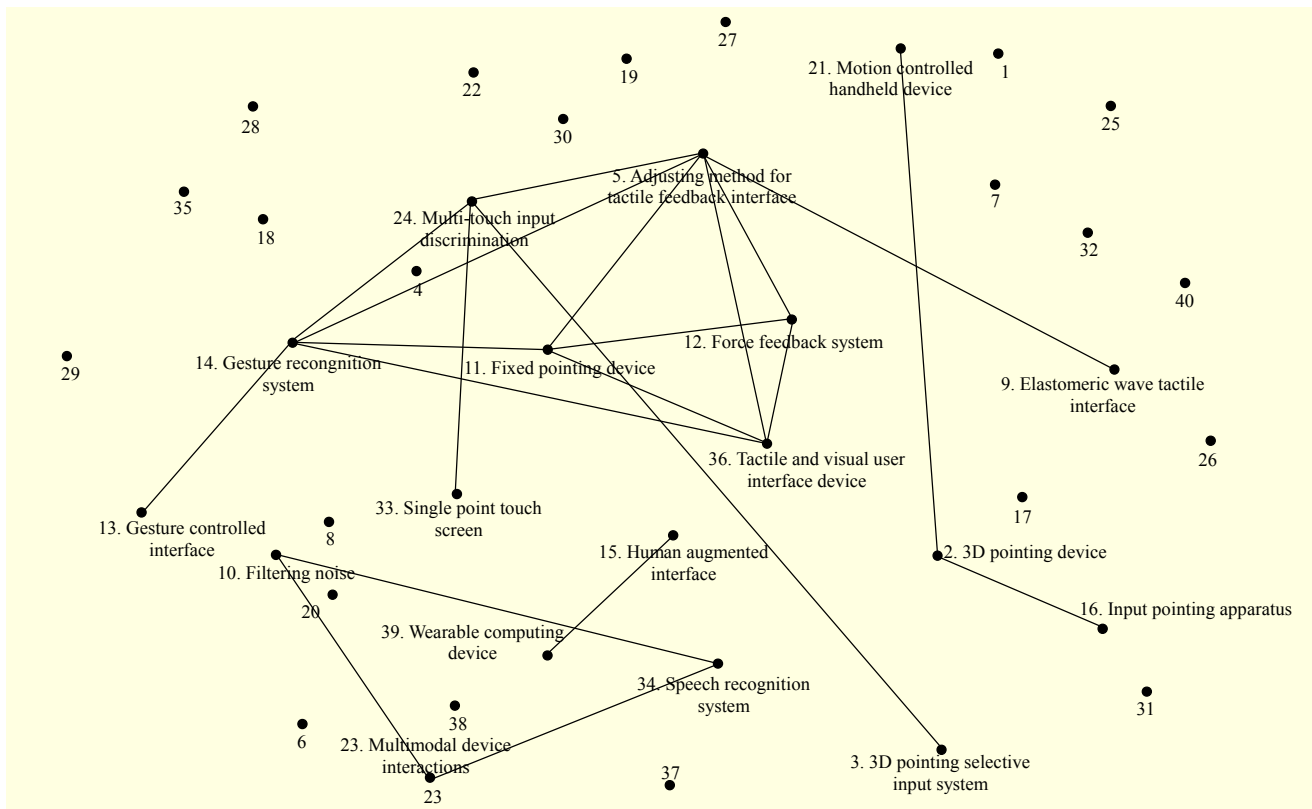 27
19
21. Motion controlled
handheld device
1
22
28
30
25
5. Adjusting method for
tactile feedback interface
35
24. Multi-touch input
discrimination
7
18
32
4
40
12. Force feedback system
14. Gesture recongnition
system
11. Fixed pointing device
29
9. Elastomeric wave tactile
interface
36. Tactile and visual user
interface device
26
33. Single point touch
screen
17
13. Gesture controlled
interface
8
15. Human augmented
interface
2. 3D pointing device
10. Filtering noise
20
16. Input pointing apparatus
39. Wearable computing
device
34. Speech recognition
system
31
38
6
23. Multimodal device
interactions
3. 3D pointing selective
input system
37
23